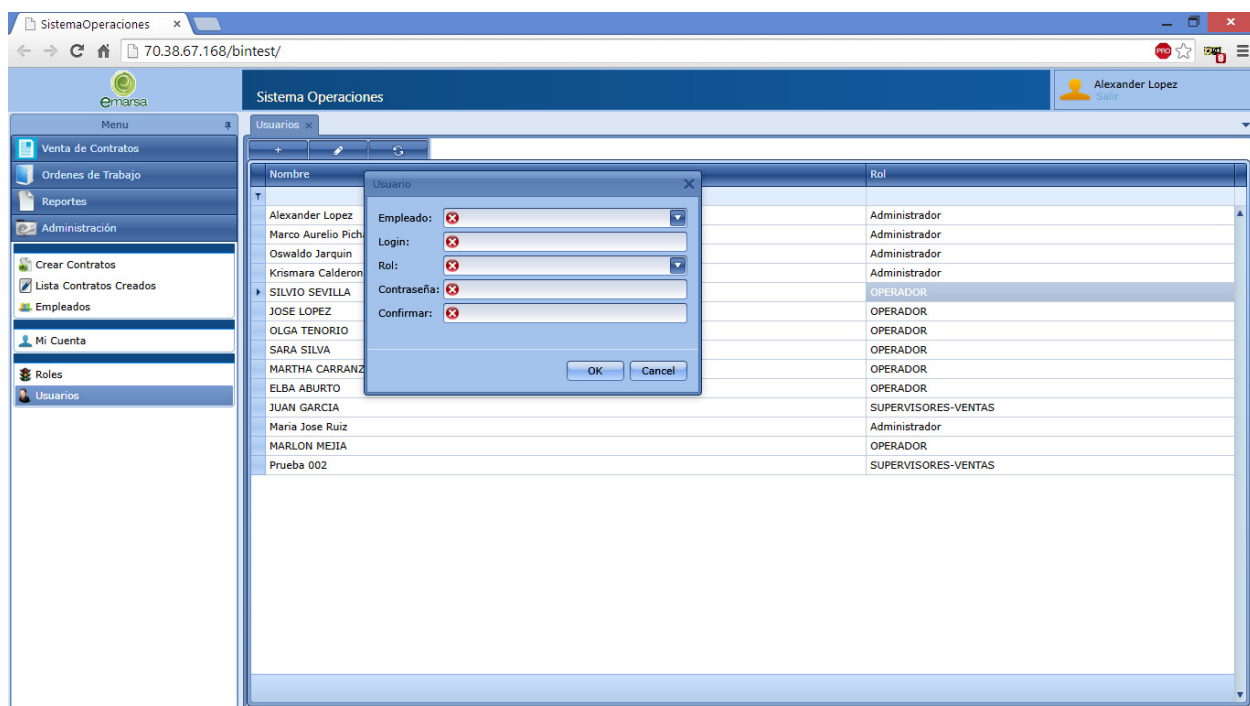 SistemaOperaciones
70.38.67.168/bintest/
PRO
emarsa
Sistema Operaciones
Alexander Lopez
Salir
Menu
Usuarios
Venta de Contratos
Ordenes de Trabajo
Reportes
Administración
Crear Contratos
Lista Contratos Creados
Empleados
Mi Cuenta
Roles
Usuarios
Nombre
Rol
Alexander Lopez
Administrador
Marco Aurelio
Administrador
Oswaldo Jarquin
Administrador
Krismara Calderon
Administrador
SILVIO SEVILLA
OPERADOR
JOSE LOPEZ
OPERADOR
OLGA TENORIO
OPERADOR
SARA SILVA
OPERADOR
MARTHA CARRANZ
OPERADOR
ELBA ABURTO
OPERADOR
JUAN GARCIA
SUPERVISORES-VENTAS
Maria Jose Ruiz
Administrador
MARLON MEJIA
OPERADOR
Prueba 002
SUPERVISORES-VENTAS
Usuario
Empleado:
Login:
Rol:
Contraseña:
Confirmar:
OK
Cancel